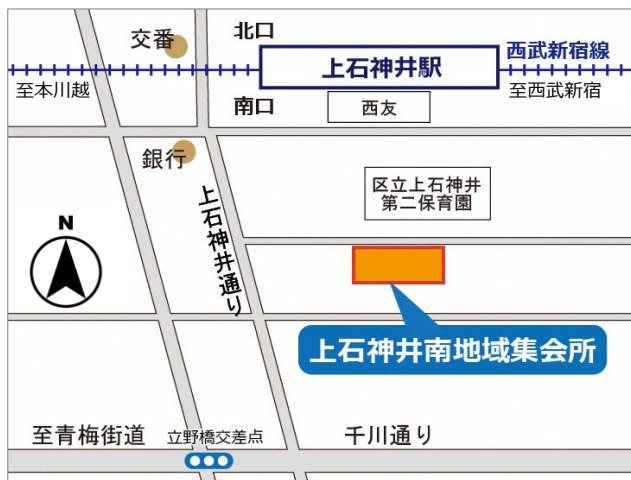 交番
北口
上石神井駅
西武新宿線
至本川越
南口
西友
至西武新宿
銀行
区立上石神井
第二保育園
上石神井通り
N
上石神井南地域集会所
至青梅街道
立野橋交差点
千川通り